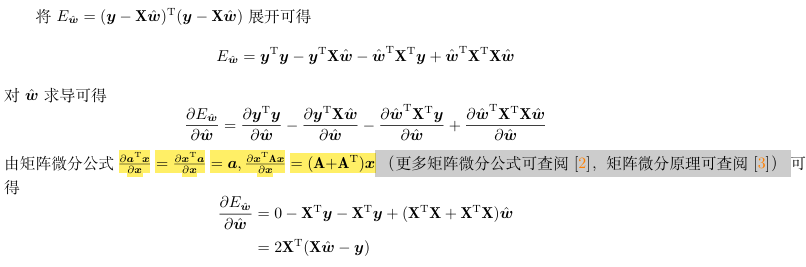 将 $E_{\hat{\boldsymbol{w}}} = (\boldsymbol{y} - \mathbf{X}\hat{\boldsymbol{w}})^{\mathrm{T}}(\boldsymbol{y} - \mathbf{X}\hat{\boldsymbol{w}})$ 展开可得
$E_{\hat{\boldsymbol{w}}} = \boldsymbol{y}^{\mathrm{T}}\boldsymbol{y} - \boldsymbol{y}^{\mathrm{T}}\mathbf{X}\hat{\boldsymbol{w}} - \hat{\boldsymbol{w}}^{\mathrm{T}}\mathbf{X}^{\mathrm{T}}\boldsymbol{y} + \hat{\boldsymbol{w}}^{\mathrm{T}}\mathbf{X}^{\mathrm{T}}\mathbf{X}\hat{\boldsymbol{w}}$
对 $\hat{\boldsymbol{w}}$ 求导可得
$\frac{\partial E_{\hat{\boldsymbol{w}}}}{\partial \hat{\boldsymbol{w}}} = \frac{\partial \boldsymbol{y}^{\mathrm{T}}\boldsymbol{y}}{\partial \hat{\boldsymbol{w}}} - \frac{\partial \boldsymbol{y}^{\mathrm{T}}\mathbf{X}\hat{\boldsymbol{w}}}{\partial \hat{\boldsymbol{w}}} - \frac{\partial \hat{\boldsymbol{w}}^{\mathrm{T}}\mathbf{X}^{\mathrm{T}}\boldsymbol{y}}{\partial \hat{\boldsymbol{w}}} + \frac{\partial \hat{\boldsymbol{w}}^{\mathrm{T}}\mathbf{X}^{\mathrm{T}}\mathbf{X}\hat{\boldsymbol{w}}}{\partial \hat{\boldsymbol{w}}}$
由矩阵微分公式 $\frac{\partial \boldsymbol{a}^{\mathrm{T}}\boldsymbol{x}}{\partial \boldsymbol{x}} = \frac{\partial \boldsymbol{x}^{\mathrm{T}}\boldsymbol{a}}{\partial \boldsymbol{x}} = \boldsymbol{a}, \frac{\partial \boldsymbol{x}^{\mathrm{T}}\mathbf{A}\boldsymbol{x}}{\partial \boldsymbol{x}} = (\mathbf{A}+\mathbf{A}^{\mathrm{T}})\boldsymbol{x}$（更多矩阵微分公式可查阅 [2]，矩阵微分原理可查阅 [3]）可
得
$\frac{\partial E_{\hat{\boldsymbol{w}}}}{\partial \hat{\boldsymbol{w}}} = 0 - \mathbf{X}^{\mathrm{T}}\boldsymbol{y} - \mathbf{X}^{\mathrm{T}}\boldsymbol{y} + (\mathbf{X}^{\mathrm{T}}\mathbf{X} + \mathbf{X}^{\mathrm{T}}\mathbf{X})\hat{\boldsymbol{w}}$
$= 2\mathbf{X}^{\mathrm{T}}(\mathbf{X}\hat{\boldsymbol{w}} - \boldsymbol{y})$